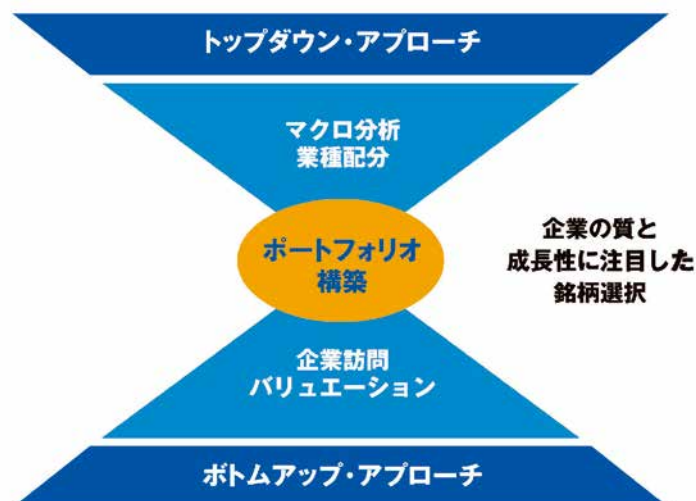 トップダウン・アプローチ
マクロ分析
業種配分
ポートフォリオ
構築
企業の質と
成長性に注目した
銘柄選択
企業訪問
バリュエーション
ボトムアップ・アプローチ